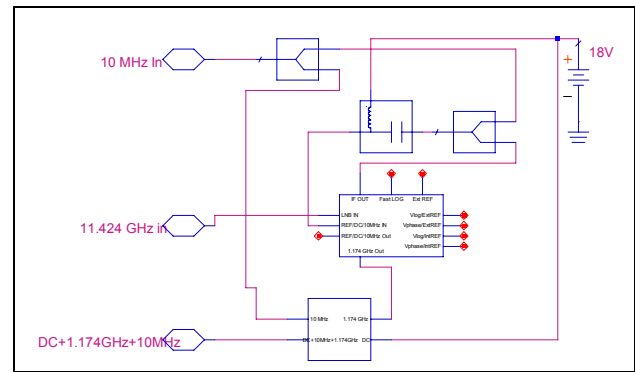 10 MHz In
18V
+
−
IF OUT Fast LOG Ext REF
LNB IN
REF/DC/10MHz IN
REF/DC/10MHz Out
1.174 GHz Out
Vlog/ExtREF
Vphase/ExtREF
Vlog/IntREF
Vphase/IntREF
11.424 GHz in
10 MHz 1.174 GHz
DC+10MHz+1.174GHz DC
DC+1.174GHz+10MHz